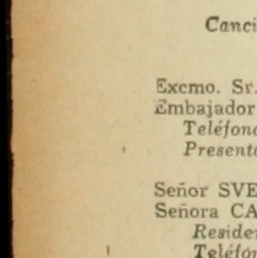 Canci
Excmo. Sr.
Embajador
Teléfono
Present
Señor SVE
Señora CA
Reside
Teléfo